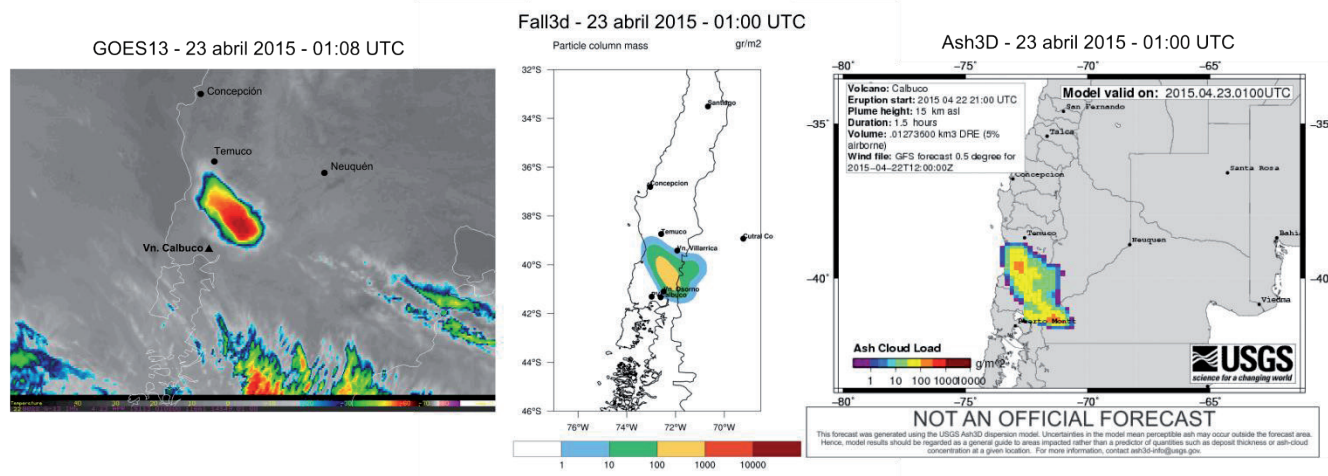 GOES13 - 23 abril 2015 - 01:08 UTC
Concepción
Temuco
Neuquén
Vn. Calbuco
Temperature
Fall3d - 23 abril 2015 - 01:00 UTC
Particle column mass
gr/m2
32°S
34°S
36°S
38°S
40°S
42°S
44°S
46°S
Santiago
Concepcion
Temuco
Cutral Co
Vn. Villarrica
Vn. Osorno
76°W
74°W
72°W
70°W
1
10
100
1000
10000
Ash3D - 23 abril 2015 - 01:00 UTC
−80° −75° −70° −65°
Volcano: Calbuco
Eruption start: 2015 04 22 21:00 UTC
Plume height: 15 km asl
Duration: 1.5 hours
Volume: .01273600 km3 DRE (5%
airborne)
Wind file: GFS forecast 0.5 degree for
2015−04−22T12:00:00Z
Model valid on: 2015.04.23.0100UTC
−35° −35°
San Fernando
Talca
Concepcion
Santa Rosa
Temuco
Neuquen
Bahi
−40° −40°
Viedma
Puerto Mont
Ash Cloud Load
g/m^2
1 10 100 1000 10000
USGS
science for a changing world
−80° −75° −70° −65°
NOT AN OFFICIAL FORECAST
This forecast was generated using the USGS Ash3D dispersion model. Uncertainties in the model mean perceptible ash may occur outside the forecast area.
Hence, model results should be regarded as a general guide to areas impacted rather than a predictor of quantities such as deposit thickness or ash-cloud
concentration at a given location. For more information, contact ash3d-info@usgs.gov.